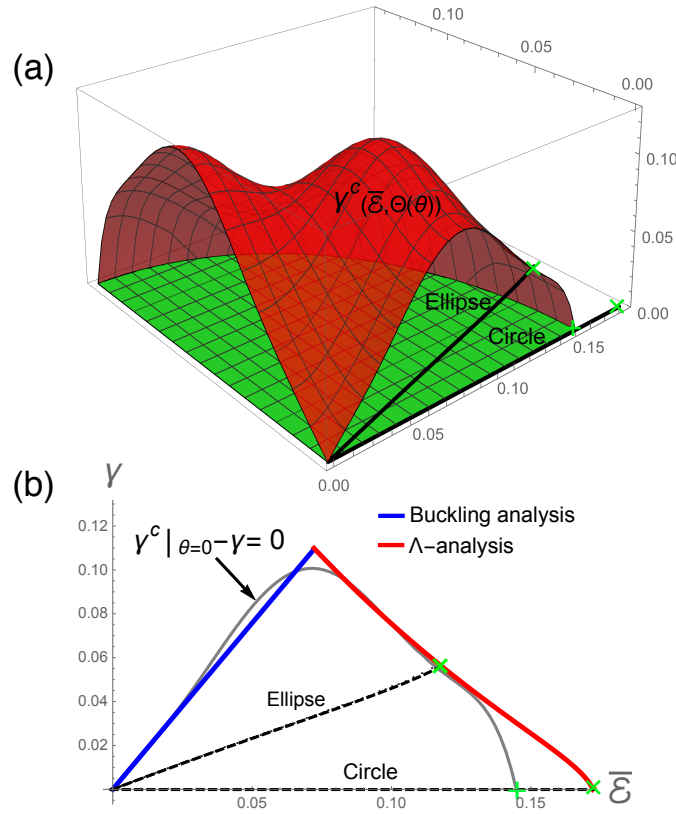 (a)
0.10
0.05
0.00
0.10
0.05
0.00
γᶜ(ℰ̅,Θ(θ))
Ellipse
Circle
0.15
0.10
0.05
0.00
(b)
γ
0.12
0.10
0.08
0.06
0.04
0.02
γᶜ|θ=0−γ= 0
Buckling analysis
Λ−analysis
Ellipse
Circle
0.05
0.10
0.15
ℰ̅